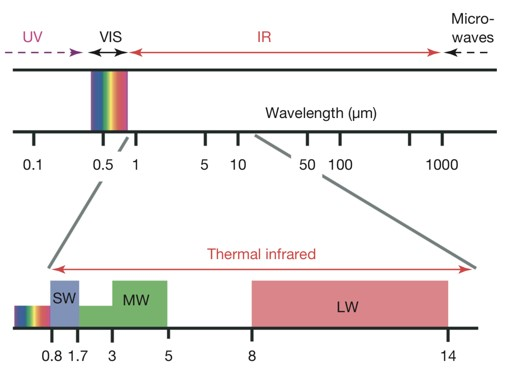 UV VIS IR Micro-
waves
Wavelength (μm)
0.1 0.5 1 5 10 50 100 1000
Thermal infrared
SW MW LW
0.8 1.7 3 5 8 14